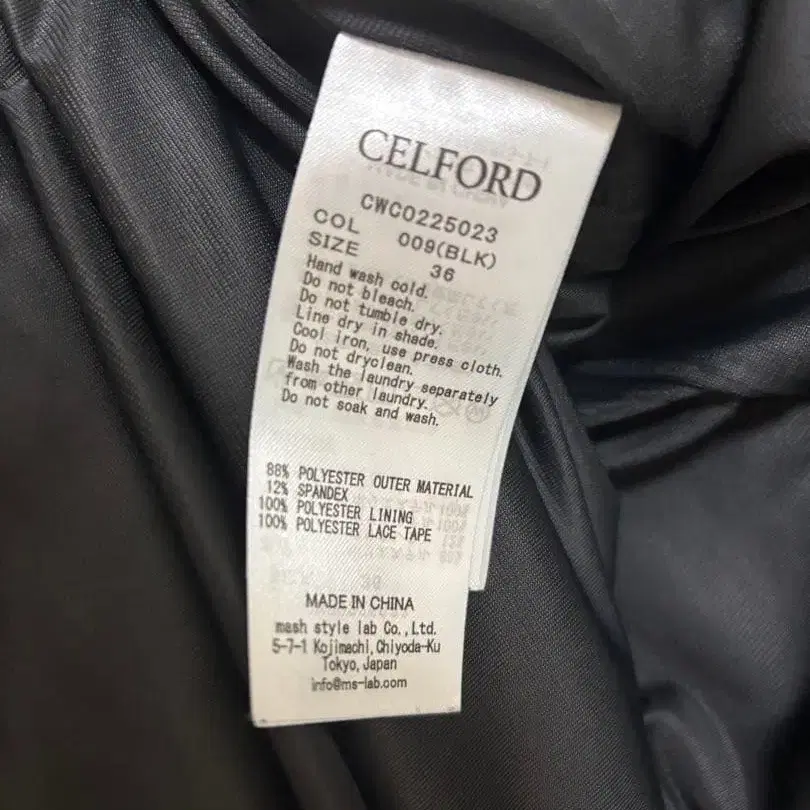 CELFORD
CWCO225023
COL 009(BLK)
SIZE 36
Hand wash cold.
Do not bleach.
Do not tumble dry.
Line dry in shade.
Cool iron, use press cloth.
Do not dryclean.
Wash the laundry separately
from other laundry.
Do not soak and wash.
88% POLYESTER OUTER MATERIAL
12% SPANDEX
100% POLYESTER LINING
100% POLYESTER LACE TAPE
MADE IN CHINA
mash style lab Co.,Ltd.
5-7-1 Kojimachi,Chiyoda-Ku
Tokyo,Japan
info@ms-lab.com